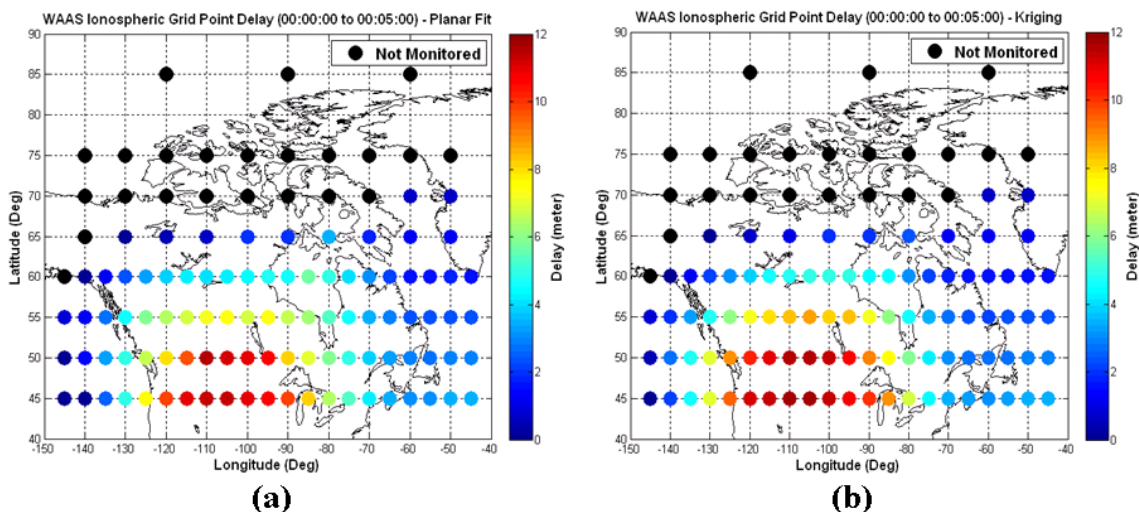 WAAS Ionospheric Grid Point Delay (00:00:00 to 00:05:00) - Planar Fit
Not Monitored
90
85
80
75
70
65
60
55
50
45
40
Latitude (Deg)
-150 -140 -130 -120 -110 -100 -90 -80 -70 -60 -50 -40
Longitude (Deg)
12
10
8
6
4
2
0
Delay (meter)
(a)
WAAS Ionospheric Grid Point Delay (00:00:00 to 00:05:00) - Kriging
Not Monitored
90
85
80
75
70
65
60
55
50
45
40
Latitude (Deg)
-150 -140 -130 -120 -110 -100 -90 -80 -70 -60 -50 -40
Longitude (Deg)
12
10
8
6
4
2
0
Delay (meter)
(b)